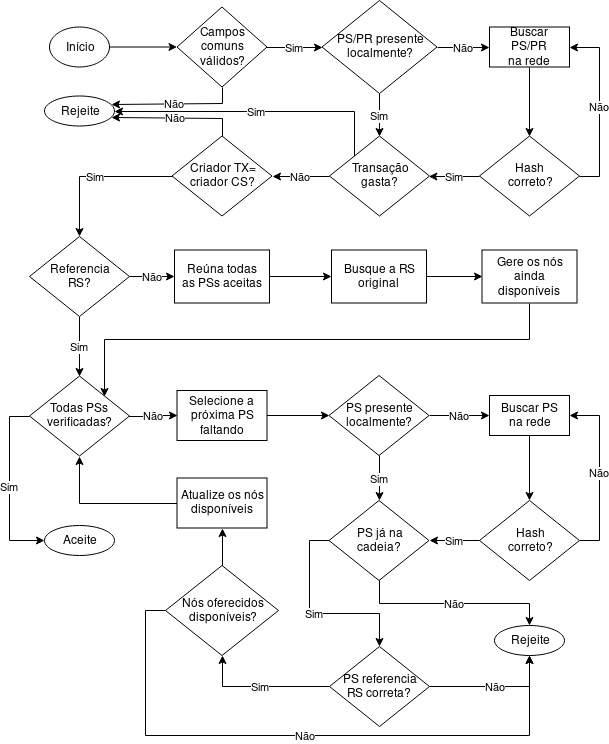 Início
Campos
comuns
válidos?
Sim
PS/PR presente
localmente?
Não
Buscar
PS/PR
na rede
Não
Rejeite
Não
Sim
Não
Sim
Criador TX=
criador CS?
Não
Transação
gasta?
Sim
Hash
correto?
Sim
Referencia
RS?
Não
Reúna todas
as PSs aceitas
Busque a RS
original
Gere os nós
ainda
disponíveis
Sim
Todas PSs
verificadas?
Não
Selecione a
próxima PS
faltando
PS presente
localmente?
Não
Buscar PS
na rede
Não
Sim
Sim
Atualize os nós
disponíveis
Aceite
PS já na
cadeia?
Sim
Hash
correto?
Nós oferecidos
disponíveis?
Sim
Não
Rejeite
Sim
PS referencia
RS correta?
Não
Não